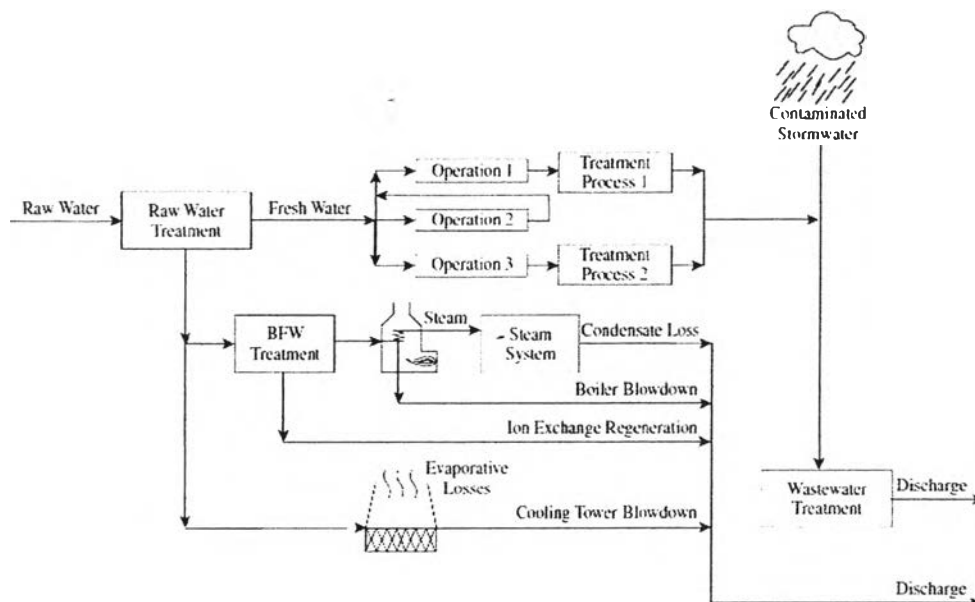 Contaminated
Stormwater
Operation 1
Treatment
Process 1
Raw Water
Raw Water
Treatment
Fresh Water
Operation 2
Operation 3
Treatment
Process 2
BFW
Treatment
Steam
Steam
System
Condensate Loss
Boiler Blowdown
Ion Exchange Regeneration
Evaporative
Losses
Cooling Tower Blowdown
Wastewater
Treatment
Discharge
Discharge